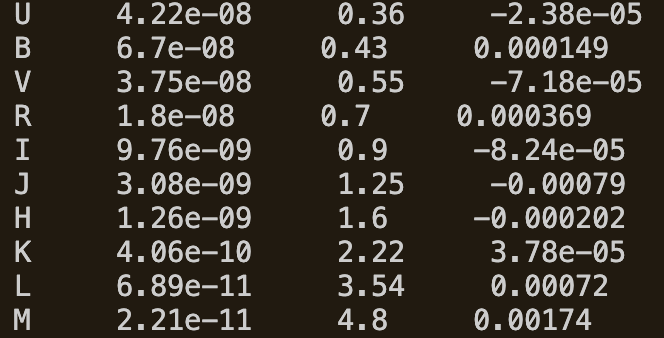 U 4.22e-08 0.36 -2.38e-05
B 6.7e-08 0.43 0.000149
V 3.75e-08 0.55 -7.18e-05
R 1.8e-08 0.7 0.000369
I 9.76e-09 0.9 -8.24e-05
J 3.08e-09 1.25 -0.00079
H 1.26e-09 1.6 -0.000202
K 4.06e-10 2.22 3.78e-05
L 6.89e-11 3.54 0.00072
M 2.21e-11 4.8 0.00174